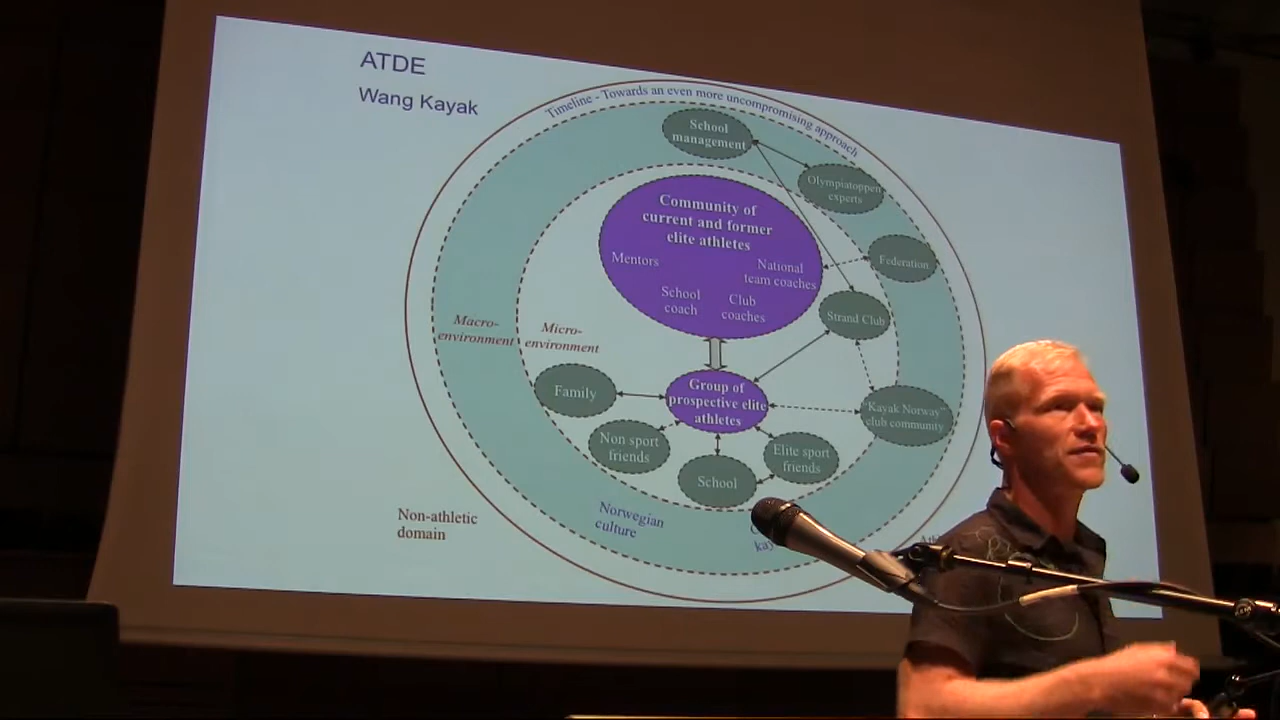 ATDE
Wang Kayak
Timeline - Towards an even more uncompromising approach
School
management
Olympiatoppen
experts
Community of
current and former
elite athletes
Mentors
National
team coaches
School
coach
Club
coaches
Federation
Strand Club
Macro-
environment
Micro-
environment
Family
Group of
prospective elite
athletes
"Kayak Norway"
club community
Non sport
friends
Elite sport
friends
School
Norwegian
culture
Non-athletic
domain